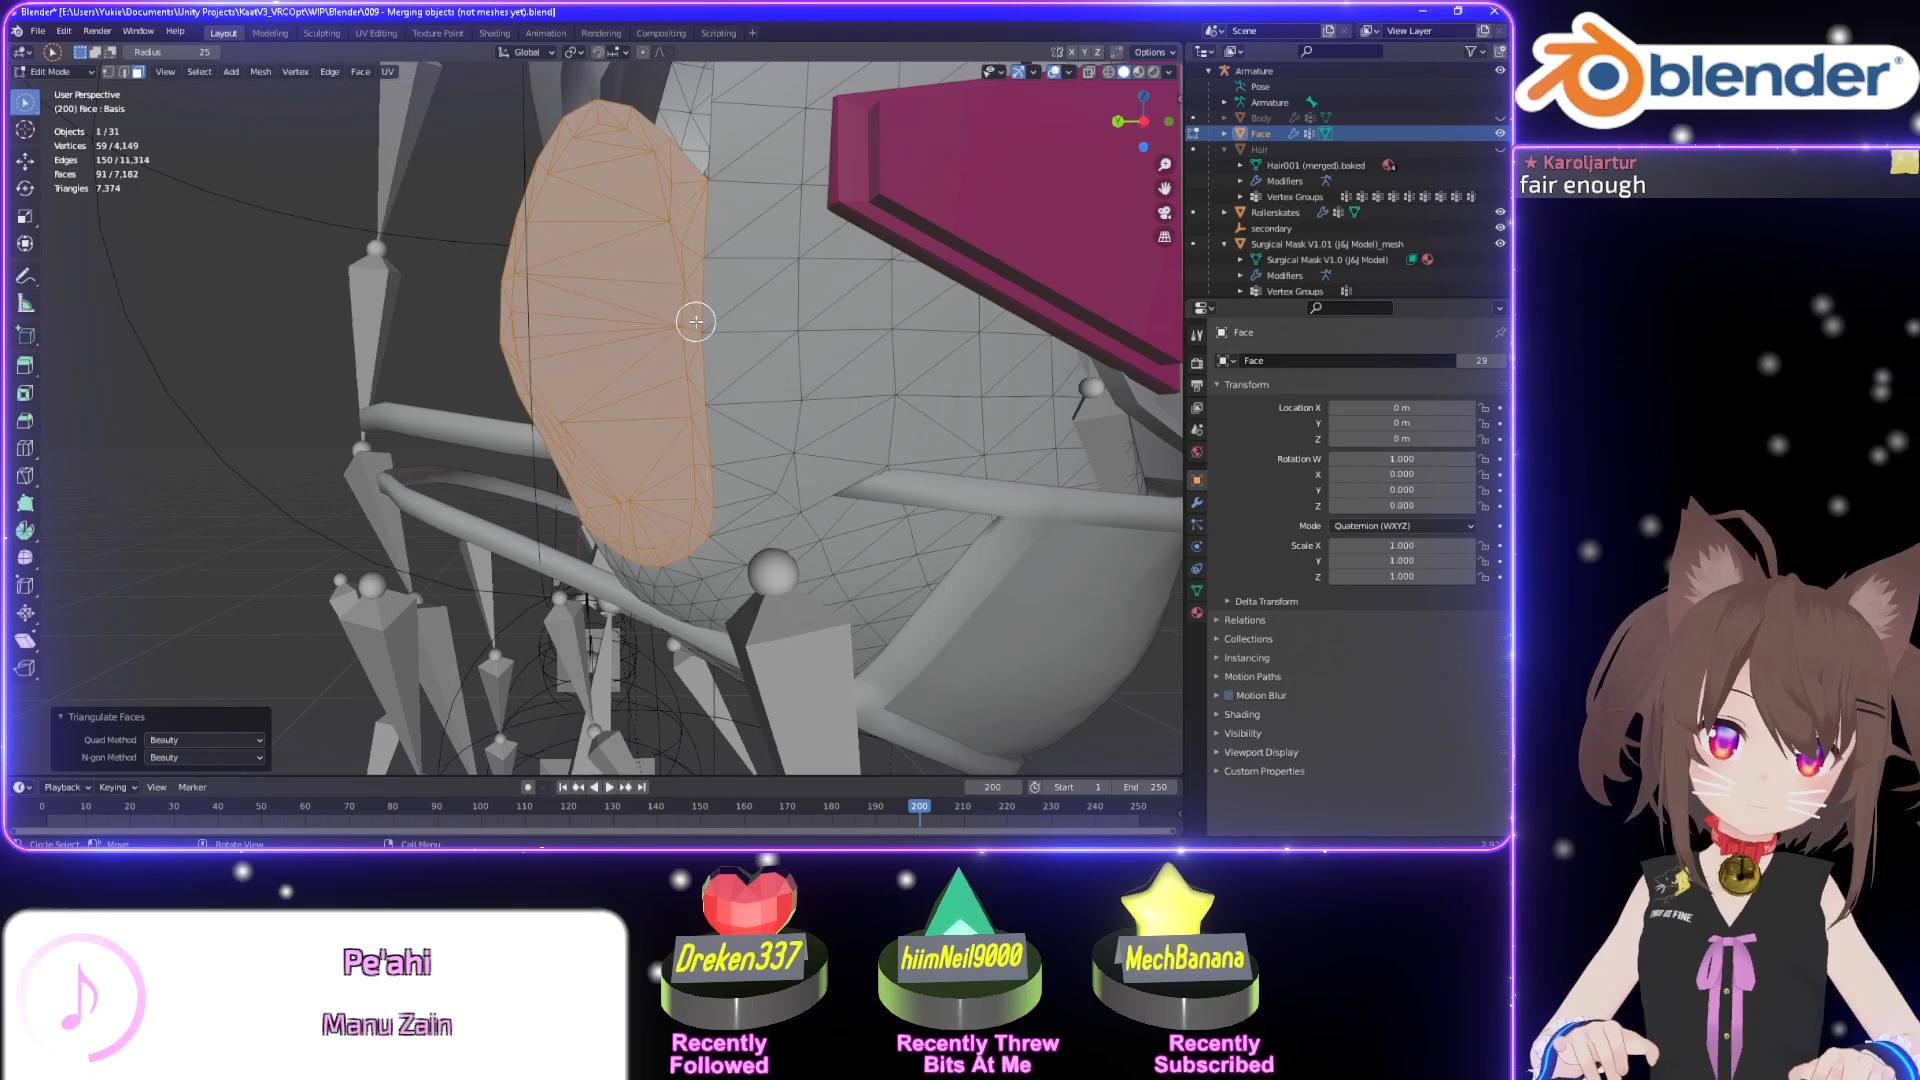 Blender* [E:\Users\Yukie\Documents\Unity Projects\KaatV3_VRCOpt\WIP\Blender\009 - Merging objects (not meshes yet).blend]
File Edit Render Window Help Layout Modeling Sculpting UV Editing Texture Paint Shading Animation Rendering Compositing Scripting + Scene View Layer
Radius 25 Global X Y Z Options
Edit Mode View Select Add Mesh Vertex Edge Face UV
User Perspective
(200) Face : Basis
Objects 1 / 31
Vertices 59 / 4,149
Edges 150 / 11,314
Faces 91 / 7,182
Triangles 7,374
Armature
Pose
Armature
Body
Face
Hair
Hair001 (merged).baked
Modifiers
Vertex Groups
Rollerskates
secondary
Surgical Mask V1.01 (J&J Model)_mesh
Surgical Mask V1.0 (J&J Model)
Modifiers
Vertex Groups
Face
Face 29
Transform
Location X 0 m
Y 0 m
Z 0 m
Rotation W 1.000
X 0.000
Y 0.000
Z 0.000
Mode Quaternion (WXYZ)
Scale X 1.000
Y 1.000
Z 1.000
Delta Transform
Relations
Collections
Instancing
Motion Paths
Motion Blur
Shading
Visibility
Viewport Display
Custom Properties
Triangulate Faces
Quad Method Beauty
N-gon Method Beauty
Playback Keying View Marker 200 Start 1 End 250
0 10 20 30 40 50 60 70 80 90 100 110 120 130 140 150 160 170 180 190 200 210 220 230 240 250
Circle Select Move Rotate View Call Menu
blender
Karoljartur
fair enough
THIS IS FINE
Pe'ahi
Manu Zain
Dreken337
Recently
Followed
hiimNeil9000
Recently Threw
Bits At Me
MechBanana
Recently
Subscribed